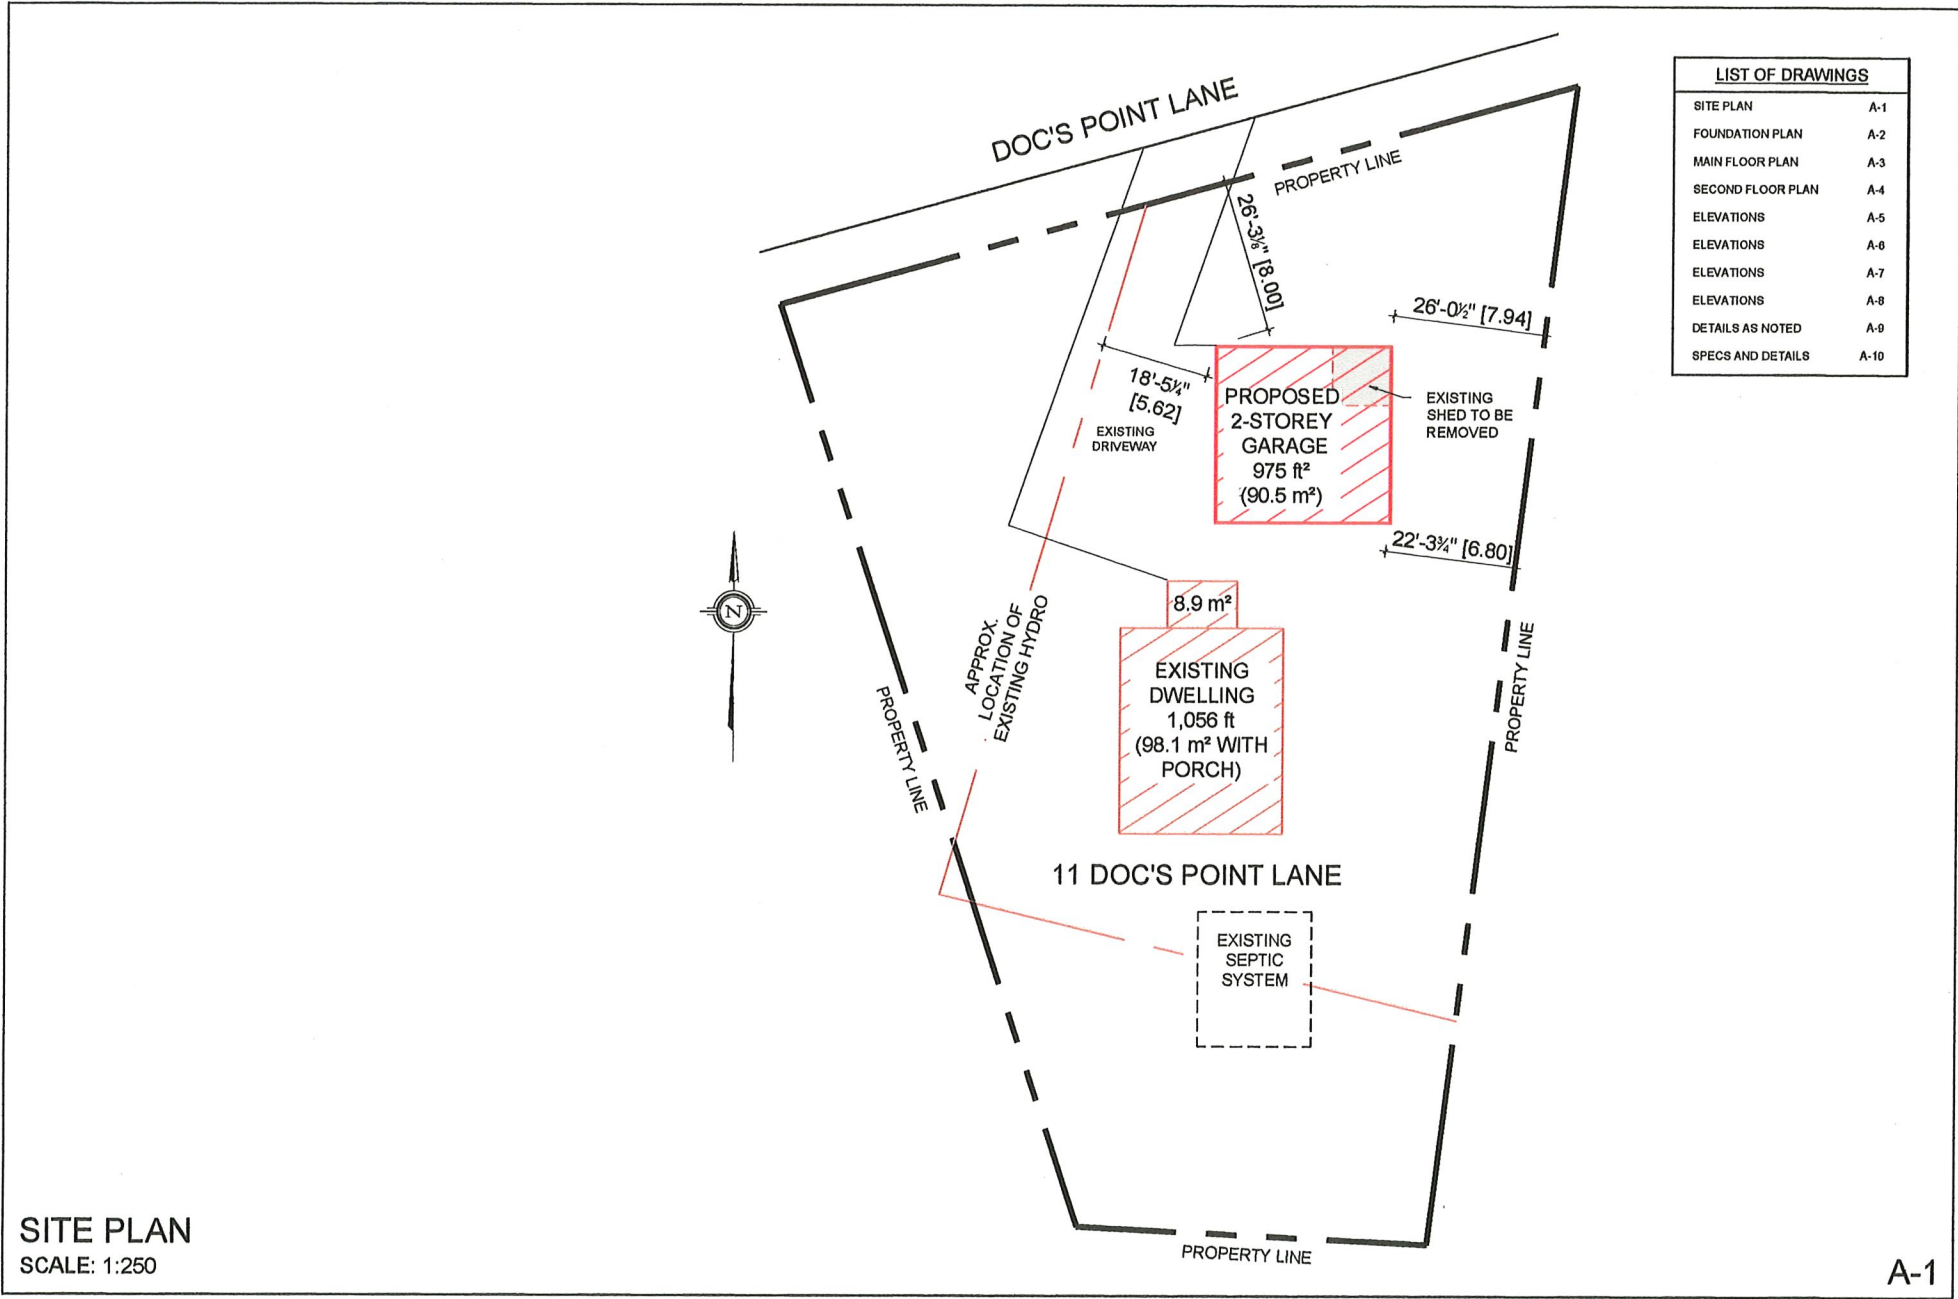 DOC'S POINT LANE
PROPERTY LINE
LIST OF DRAWINGS
SITE PLAN A-1
FOUNDATION PLAN A-2
MAIN FLOOR PLAN A-3
SECOND FLOOR PLAN A-4
ELEVATIONS A-5
ELEVATIONS A-6
ELEVATIONS A-7
ELEVATIONS A-8
DETAILS AS NOTED A-9
SPECS AND DETAILS A-10
26'-3⅛" [8.00]
26'-0½" [7.94]
18'-5¼"
[5.62]
EXISTING
DRIVEWAY
PROPOSED
2-STOREY
GARAGE
975 ft²
(90.5 m²)
EXISTING
SHED TO BE
REMOVED
22'-3¾" [6.80]
N
APPROX.
LOCATION OF
EXISTING HYDRO
8.9 m²
EXISTING
DWELLING
1,056 ft
(98.1 m² WITH
PORCH)
PROPERTY LINE
PROPERTY LINE
11 DOC'S POINT LANE
EXISTING
SEPTIC
SYSTEM
PROPERTY LINE
SITE PLAN
SCALE: 1:250
A-1